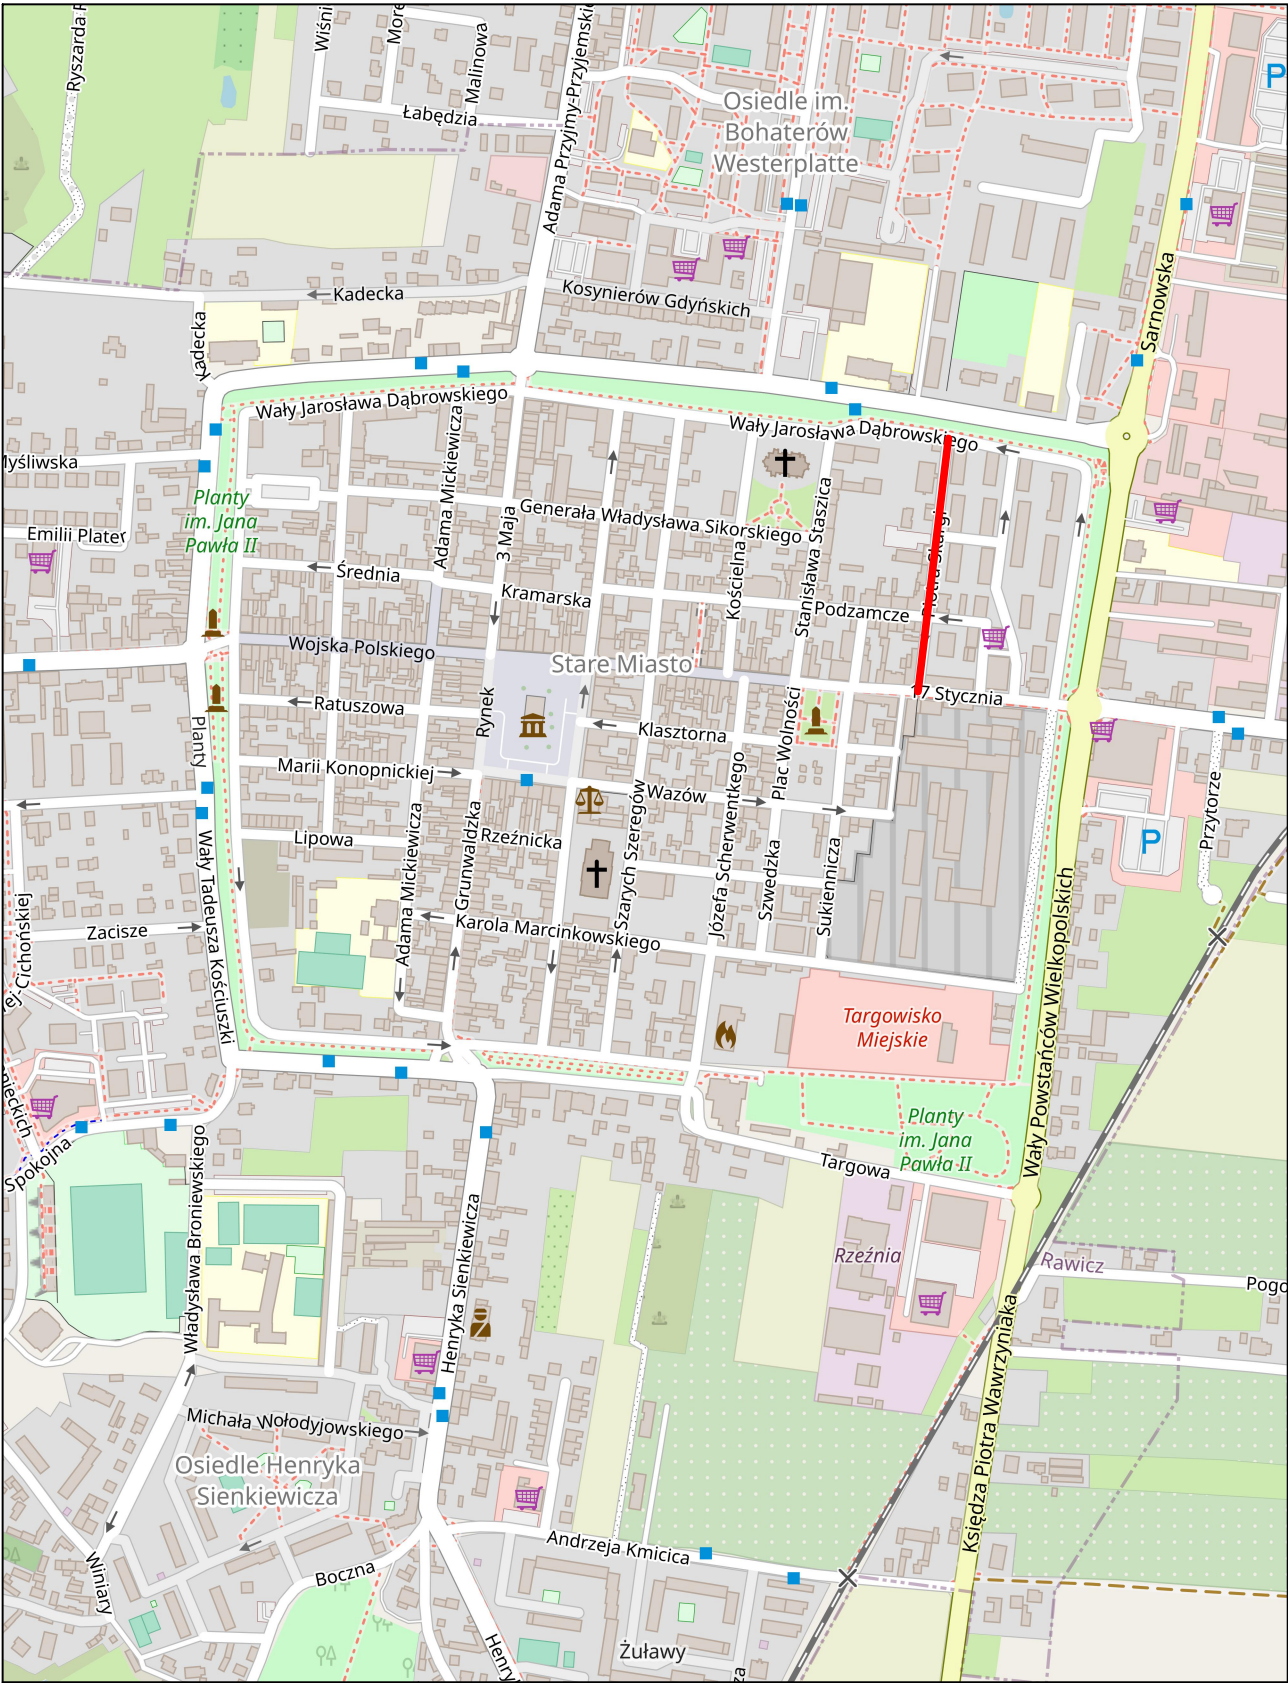 Malinowa
Łabędzia
Osiedle im.
Bohaterów
Westerplatte
P
Sarnowska
Kadecka
Kosynierów Gdyńskich
Kadecka
Wały Jarosława Dąbrowskiego
Wały Jarosława Dąbrowskiego
Adama Mickiewicza
Myśliwska
Planty
im. Jana
Pawła II
Generała Władysława Sikorskiego
Stanisława Staszica
3 Maja
Emilii Plater
Średnia
Kramarska
Kościelna
Podzamcze
Wojska Polskiego
Stare Miasto
17 Stycznia
Ratuszowa
Rynek
Klasztorna
Plac Wolności
Planty
Marii Konopnickiej
Wazów
Przytorze
P
Lipowa
Rzeźnicka
Adama Mickiewicza
Grunwaldzka
Szarych Szeregów
Józefa Scherwentkego
Szwedzka
Sukiennicza
Wały Tadeusza Kościuszki
Zacisze
Karola Marcinkowskiego
Wały Powstańców Wielkopolskich
Targowisko
Miejskie
Planty
im. Jana
Pawła II
Targowa
Spokojna
Władysława Broniewskiego
Henryka Sienkiewicza
Rzeźnia
Rawicz
Pogo
Księdza Piotra Wawrzyniaka
Michała Wołodyjowskiego
Osiedle Henryka
Sienkiewicza
Andrzeja Kmicica
Winiary
Boczna
Henry
Żuławy